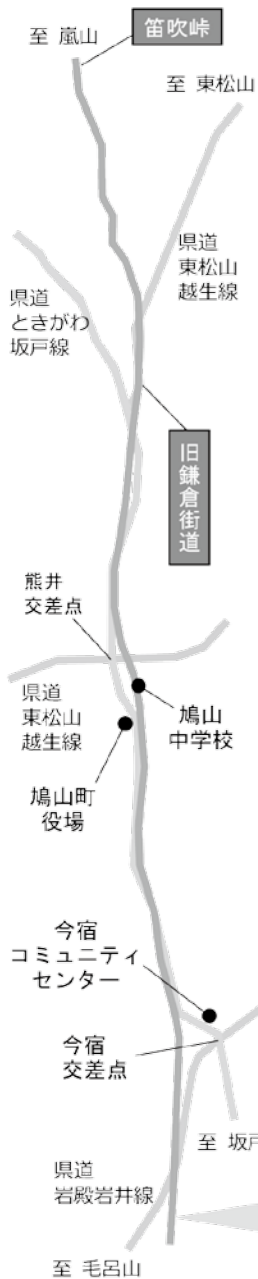 笛吹峠
至 嵐山
至 東松山
県道
東松山
越生線
県道
ときがわ
坂戸線
旧鎌倉街道
熊井
交差点
県道
東松山
越生線
鳩山
中学校
鳩山町
役場
今宿
コミュニティ
センター
今宿
交差点
至 坂戸
県道
岩殿岩井線
至 毛呂山